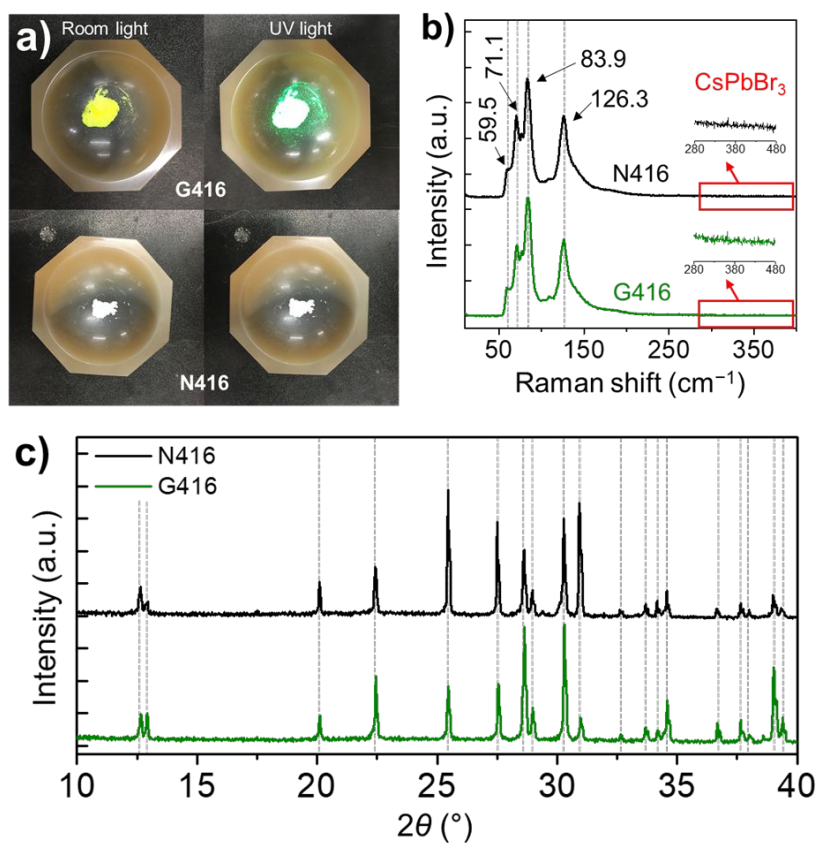 a)
Room light
UV light
G416
N416
b)
59.5
71.1
83.9
126.3
CsPbBr₃
280 380 480
N416
280 380 480
G416
Intensity (a.u.)
50 150 250 350
Raman shift (cm⁻¹)
c)
N416
G416
Intensity (a.u.)
10 15 20 25 30 35 40
2θ (°)